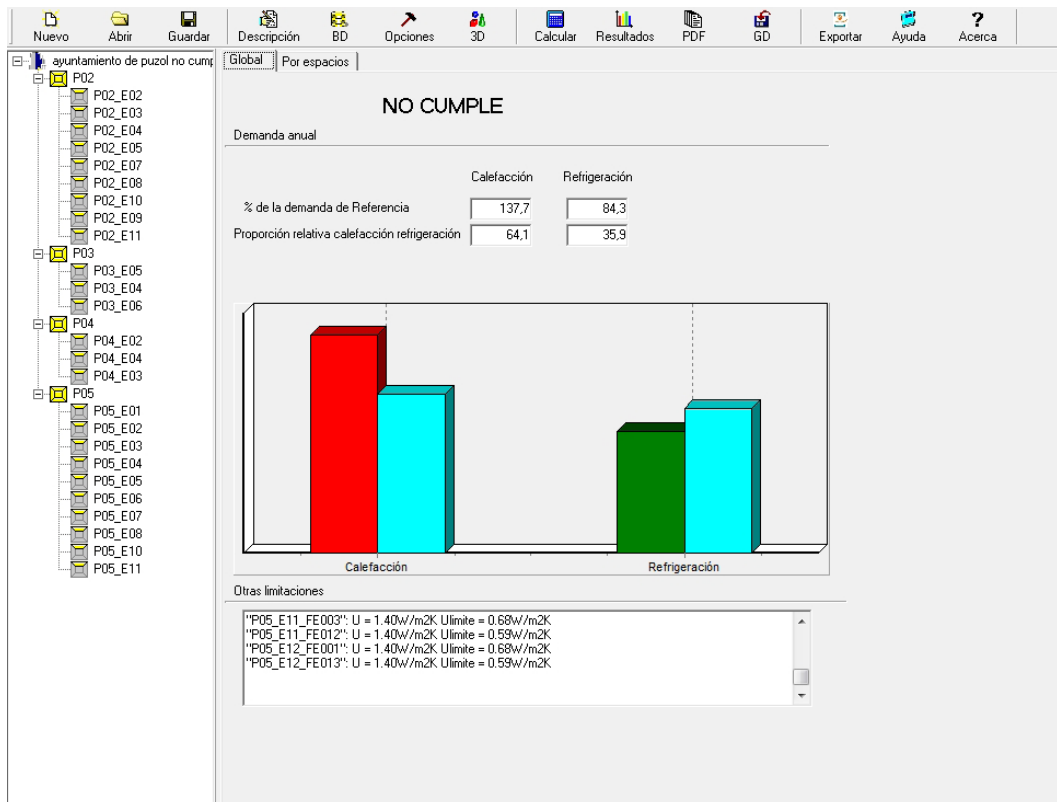 Nuevo Abrir Guardar Descripción BD Opciones 3D Calcular Resultados PDF GD Exportar Ayuda Acerca
ayuntamiento de puzol no cump
P02
P02_E02
P02_E03
P02_E04
P02_E05
P02_E07
P02_E08
P02_E10
P02_E09
P02_E11
P03
P03_E05
P03_E04
P03_E06
P04
P04_E02
P04_E04
P04_E03
P05
P05_E01
P05_E02
P05_E03
P05_E04
P05_E05
P05_E06
P05_E07
P05_E08
P05_E10
P05_E11
Global Por espacios
NO CUMPLE
Demanda anual
Calefacción Refrigeración
% de la demanda de Referencia 137,7 84,3
Proporción relativa calefacción refrigeración 64,1 35,9
Calefacción Refrigeración
Otras limitaciones
"P05_E11_FE003": U = 1.40W/m2K Ulimite = 0.68W/m2K
"P05_E11_FE012": U = 1.40W/m2K Ulimite = 0.59W/m2K
"P05_E12_FE001": U = 1.40W/m2K Ulimite = 0.68W/m2K
"P05_E12_FE013": U = 1.40W/m2K Ulimite = 0.59W/m2K